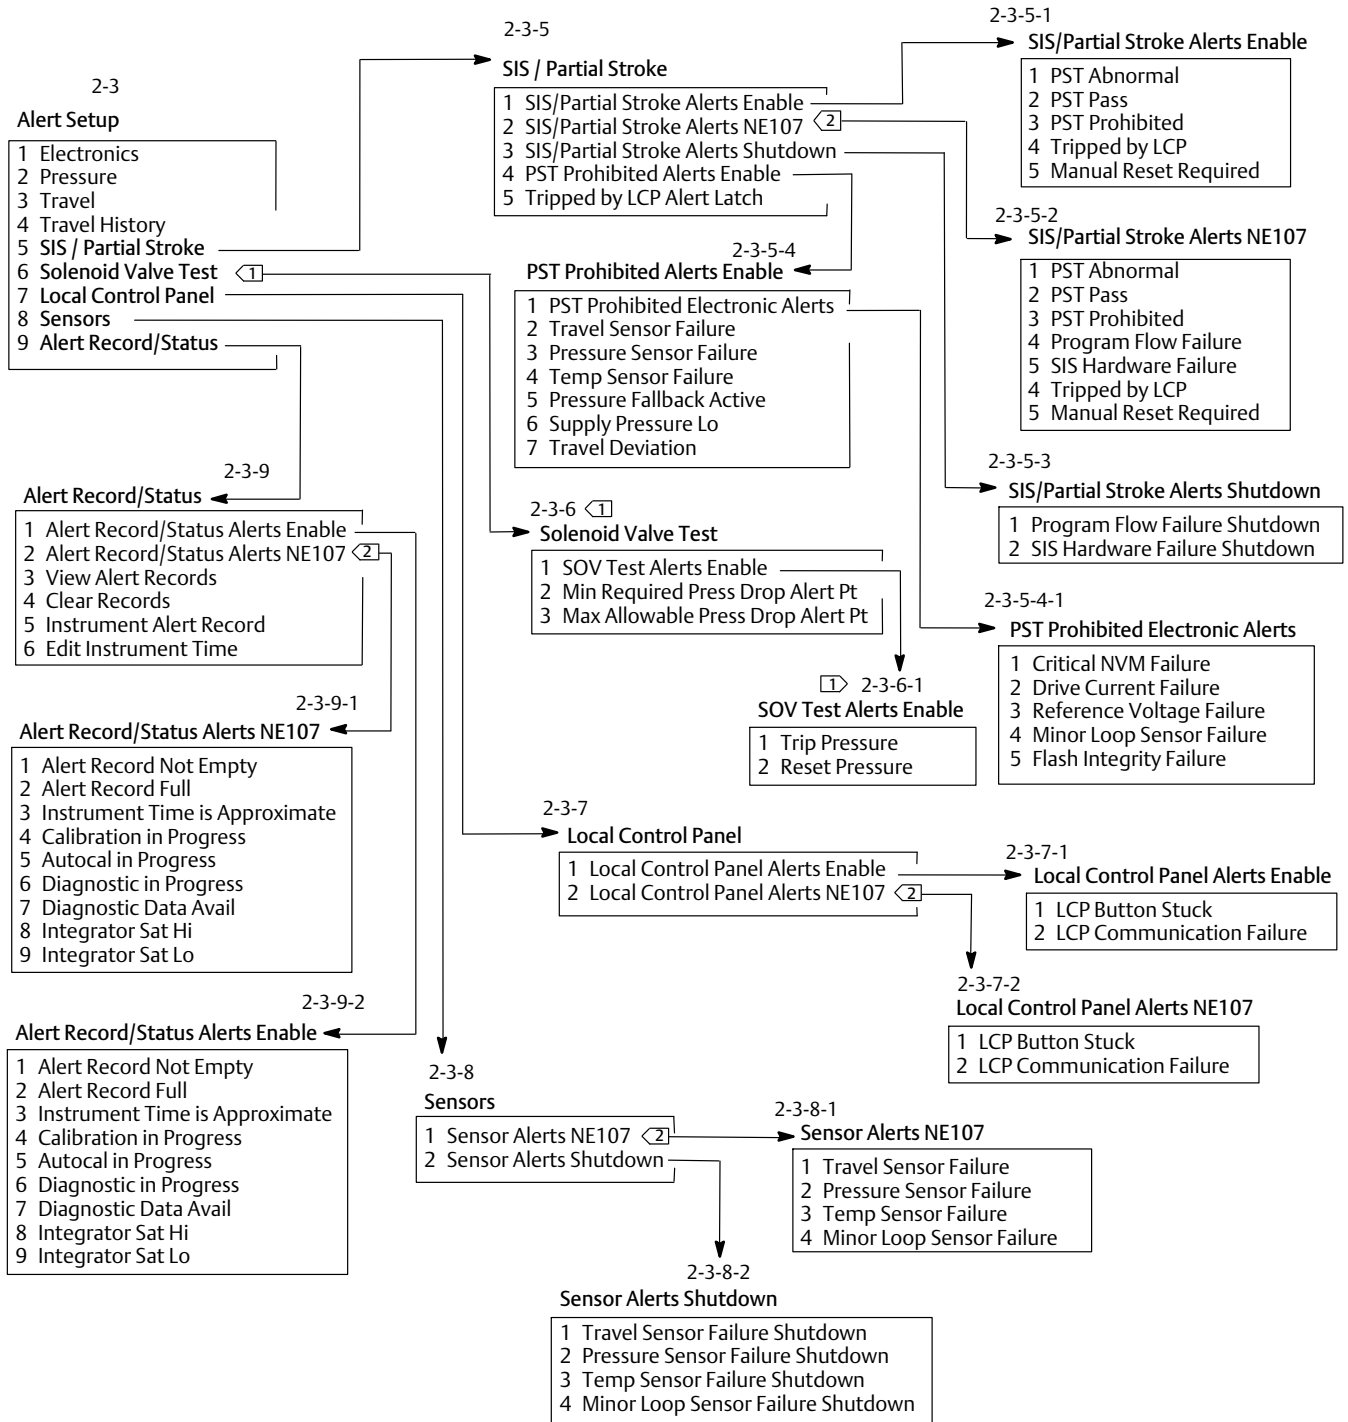 2-3
Alert Setup
1 Electronics
2 Pressure
3 Travel
4 Travel History
5 SIS / Partial Stroke
6 Solenoid Valve Test 1
7 Local Control Panel
8 Sensors
9 Alert Record/Status
2-3-5
SIS / Partial Stroke
1 SIS/Partial Stroke Alerts Enable
2 SIS/Partial Stroke Alerts NE107 2
3 SIS/Partial Stroke Alerts Shutdown
4 PST Prohibited Alerts Enable
5 Tripped by LCP Alert Latch
2-3-5-1
SIS/Partial Stroke Alerts Enable
1 PST Abnormal
2 PST Pass
3 PST Prohibited
4 Tripped by LCP
5 Manual Reset Required
2-3-5-2
SIS/Partial Stroke Alerts NE107
1 PST Abnormal
2 PST Pass
3 PST Prohibited
4 Program Flow Failure
5 SIS Hardware Failure
4 Tripped by LCP
5 Manual Reset Required
2-3-5-3
SIS/Partial Stroke Alerts Shutdown
1 Program Flow Failure Shutdown
2 SIS Hardware Failure Shutdown
2-3-5-4
PST Prohibited Alerts Enable
1 PST Prohibited Electronic Alerts
2 Travel Sensor Failure
3 Pressure Sensor Failure
4 Temp Sensor Failure
5 Pressure Fallback Active
6 Supply Pressure Lo
7 Travel Deviation
2-3-5-4-1
PST Prohibited Electronic Alerts
1 Critical NVM Failure
2 Drive Current Failure
3 Reference Voltage Failure
4 Minor Loop Sensor Failure
5 Flash Integrity Failure
2-3-6 1
Solenoid Valve Test
1 SOV Test Alerts Enable
2 Min Required Press Drop Alert Pt
3 Max Allowable Press Drop Alert Pt
1 2-3-6-1
SOV Test Alerts Enable
1 Trip Pressure
2 Reset Pressure
2-3-7
Local Control Panel
1 Local Control Panel Alerts Enable
2 Local Control Panel Alerts NE107 2
2-3-7-1
Local Control Panel Alerts Enable
1 LCP Button Stuck
2 LCP Communication Failure
2-3-7-2
Local Control Panel Alerts NE107
1 LCP Button Stuck
2 LCP Communication Failure
2-3-9
Alert Record/Status
1 Alert Record/Status Alerts Enable
2 Alert Record/Status Alerts NE107 2
3 View Alert Records
4 Clear Records
5 Instrument Alert Record
6 Edit Instrument Time
2-3-9-1
Alert Record/Status Alerts NE107
1 Alert Record Not Empty
2 Alert Record Full
3 Instrument Time is Approximate
4 Calibration in Progress
5 Autocal in Progress
6 Diagnostic in Progress
7 Diagnostic Data Avail
8 Integrator Sat Hi
9 Integrator Sat Lo
2-3-9-2
Alert Record/Status Alerts Enable
1 Alert Record Not Empty
2 Alert Record Full
3 Instrument Time is Approximate
4 Calibration in Progress
5 Autocal in Progress
6 Diagnostic in Progress
7 Diagnostic Data Avail
8 Integrator Sat Hi
9 Integrator Sat Lo
2-3-8
Sensors
1 Sensor Alerts NE107 2
2 Sensor Alerts Shutdown
2-3-8-1
Sensor Alerts NE107
1 Travel Sensor Failure
2 Pressure Sensor Failure
3 Temp Sensor Failure
4 Minor Loop Sensor Failure
2-3-8-2
Sensor Alerts Shutdown
1 Travel Sensor Failure Shutdown
2 Pressure Sensor Failure Shutdown
3 Temp Sensor Failure Shutdown
4 Minor Loop Sensor Failure Shutdown